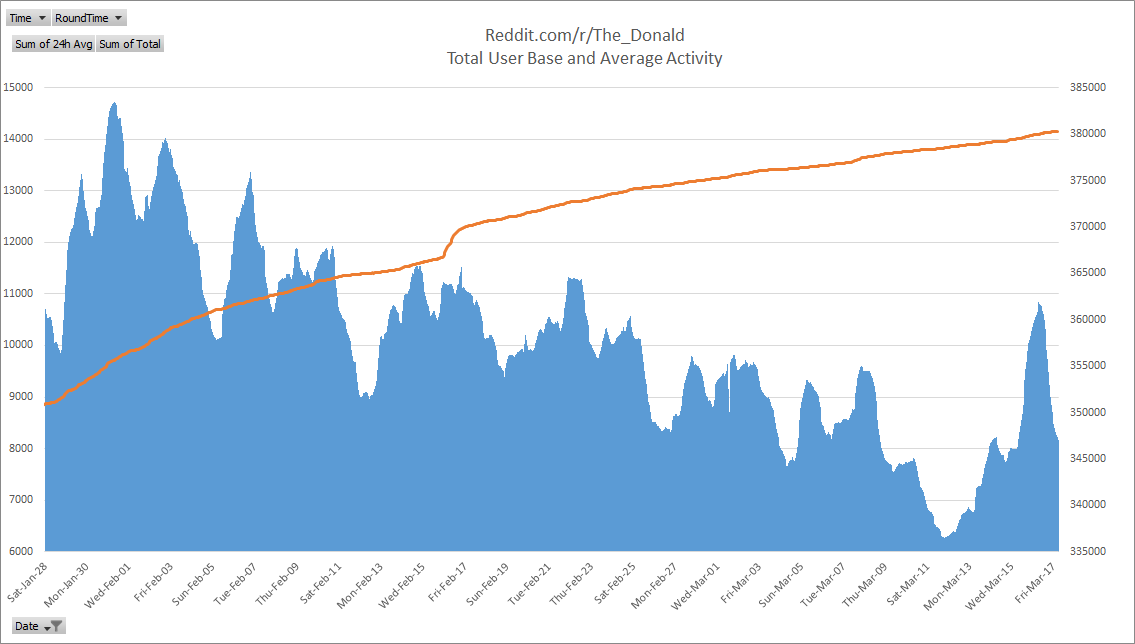 Time RoundTime
Sum of 24h Avg Sum of Total
Reddit.com/r/The_Donald
Total User Base and Average Activity
15000
14000
13000
12000
11000
10000
9000
8000
7000
6000
385000
380000
375000
370000
365000
360000
355000
350000
345000
340000
335000
Sat-Jan-28
Mon-Jan-30
Wed-Feb-01
Fri-Feb-03
Sun-Feb-05
Tue-Feb-07
Thu-Feb-09
Sat-Feb-11
Mon-Feb-13
Wed-Feb-15
Fri-Feb-17
Sun-Feb-19
Tue-Feb-21
Thu-Feb-23
Sat-Feb-25
Mon-Feb-27
Wed-Mar-01
Fri-Mar-03
Sun-Mar-05
Tue-Mar-07
Thu-Mar-09
Sat-Mar-11
Mon-Mar-13
Wed-Mar-15
Fri-Mar-17
Date